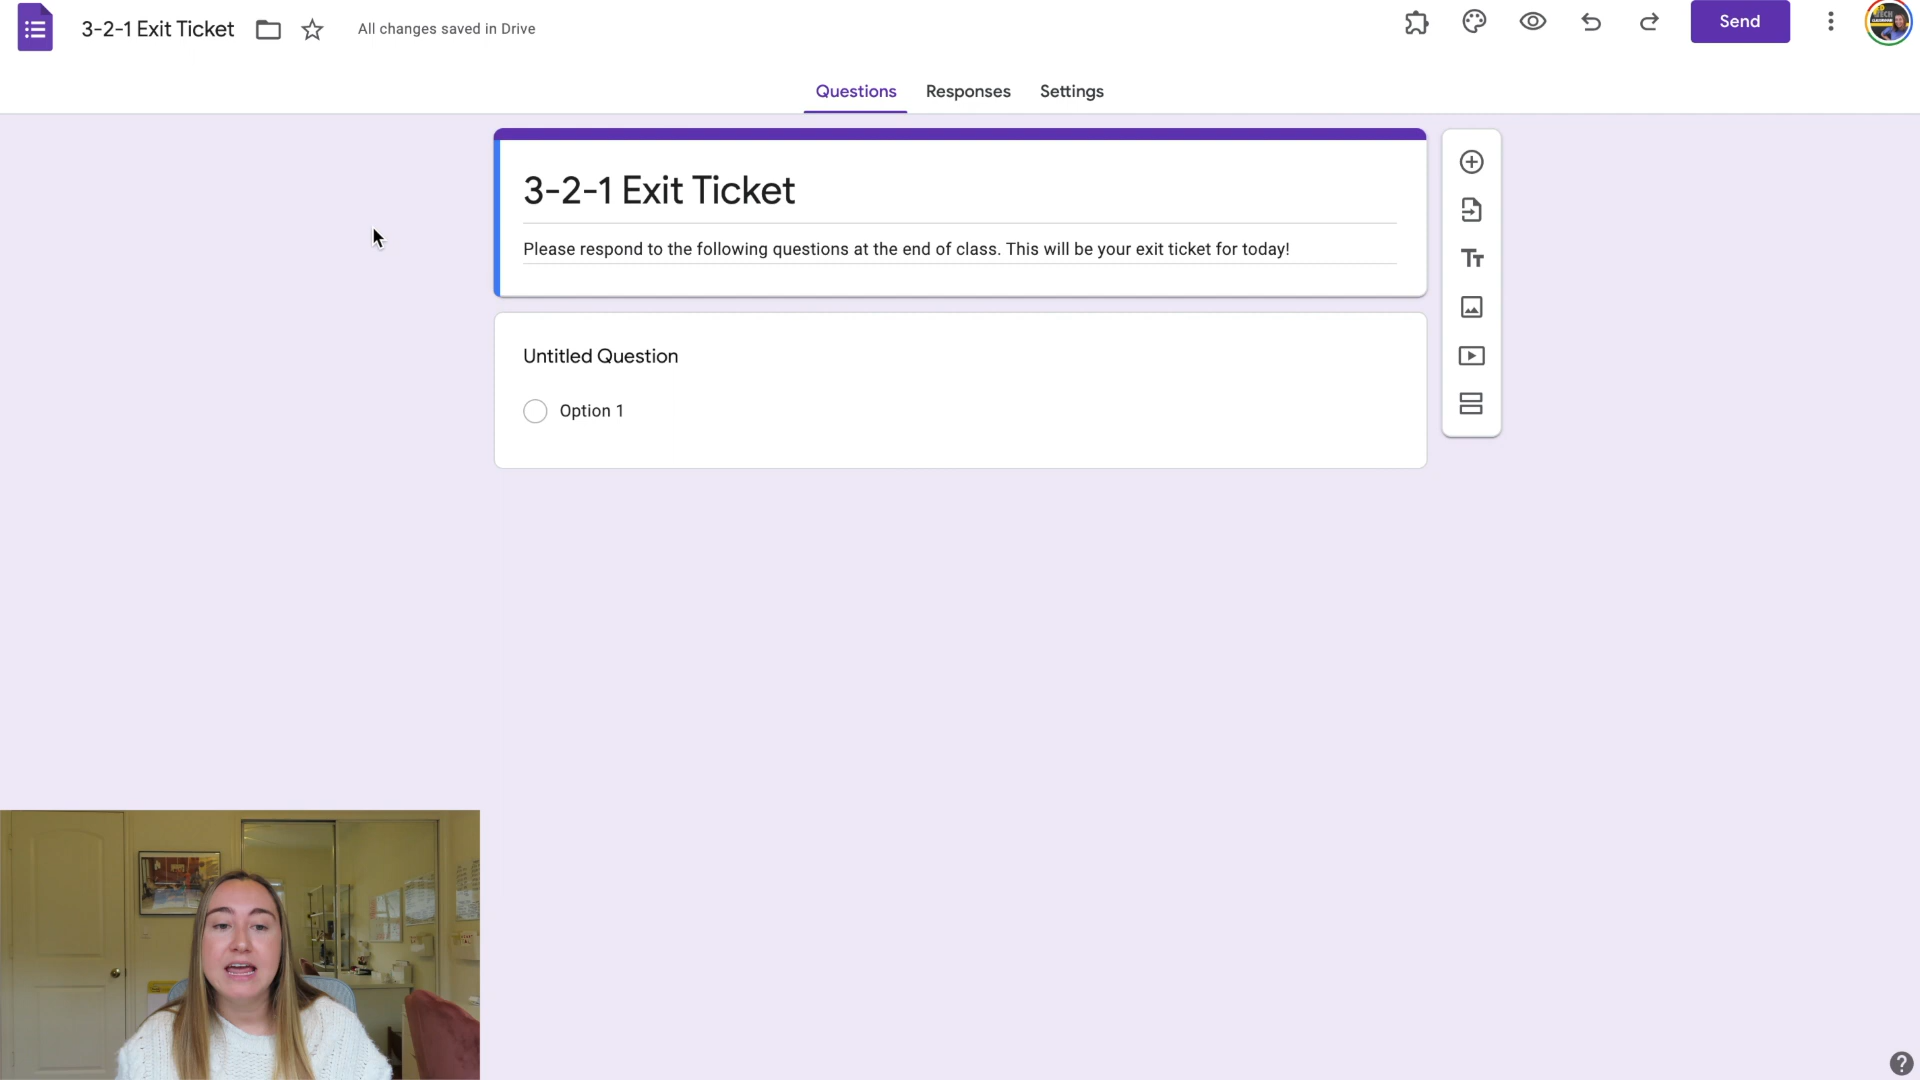 3-2-1 Exit Ticket
All changes saved in Drive
Send
Questions
Responses
Settings
3-2-1 Exit Ticket
Please respond to the following questions at the end of class. This will be your exit ticket for today!
Untitled Question
Option 1